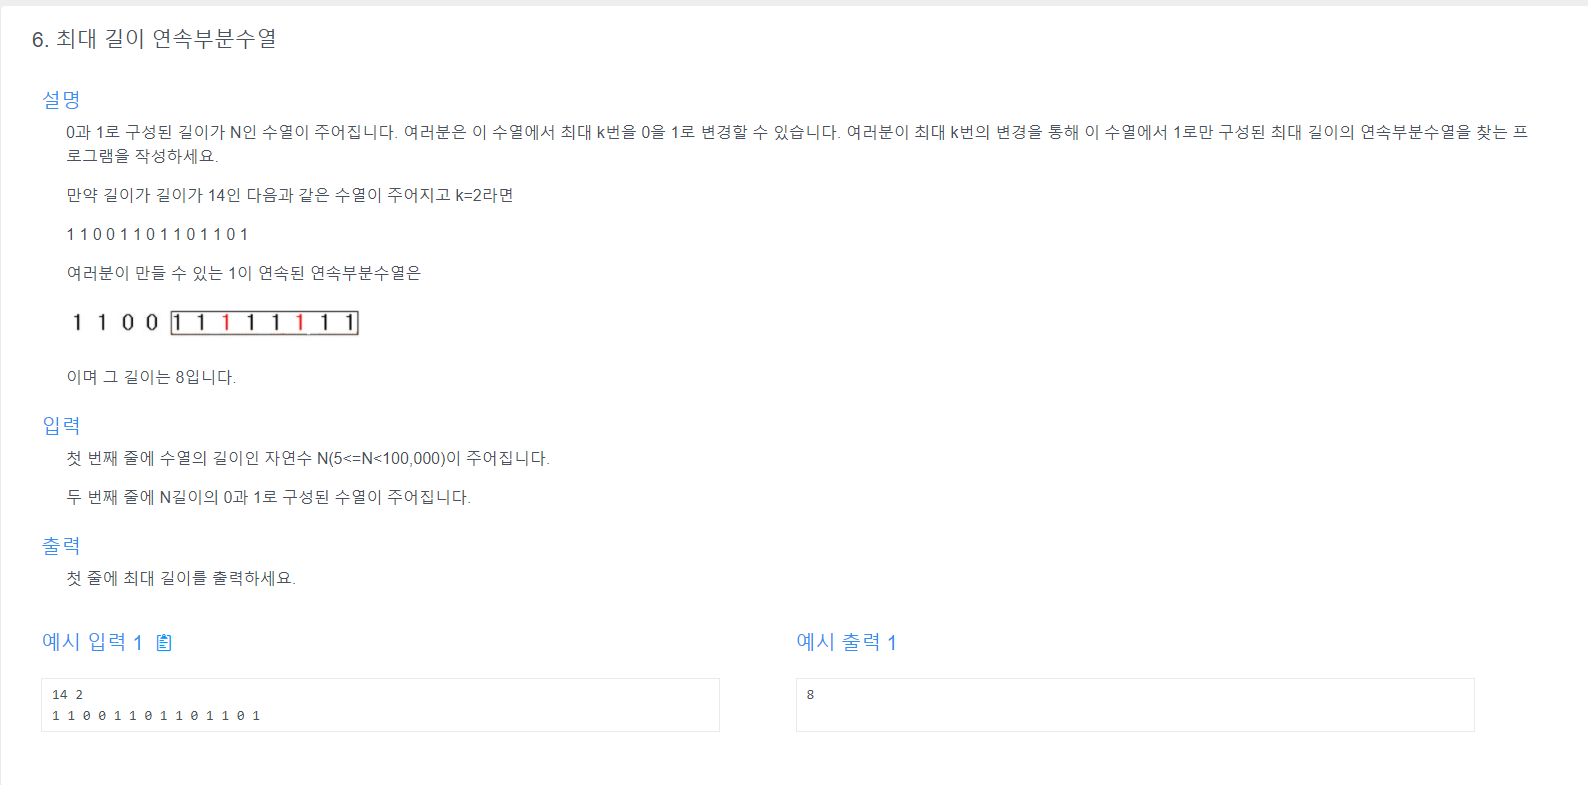 6. 최대 길이 연속부분수열
설명
0과 1로 구성된 길이가 N인 수열이 주어집니다. 여러분은 이 수열에서 최대 k번을 0을 1로 변경할 수 있습니다. 여러분이 최대 k번의 변경을 통해 이 수열에서 1로만 구성된 최대 길이의 연속부분수열을 찾는 프
로그램을 작성하세요.
만약 길이가 길이가 14인 다음과 같은 수열이 주어지고 k=2라면
1 1 0 0 1 1 0 1 1 0 1 1 0 1
여러분이 만들 수 있는 1이 연속된 연속부분수열은
1 1 0 0 1 1 1 1 1 1 1 1
이며 그 길이는 8입니다.
입력
첫 번째 줄에 수열의 길이인 자연수 N(5<=N<100,000)이 주어집니다.
두 번째 줄에 N길이의 0과 1로 구성된 수열이 주어집니다.
출력
첫 줄에 최대 길이를 출력하세요.
예시 입력 1
14 2
1 1 0 0 1 1 0 1 1 0 1 1 0 1
예시 출력 1
8